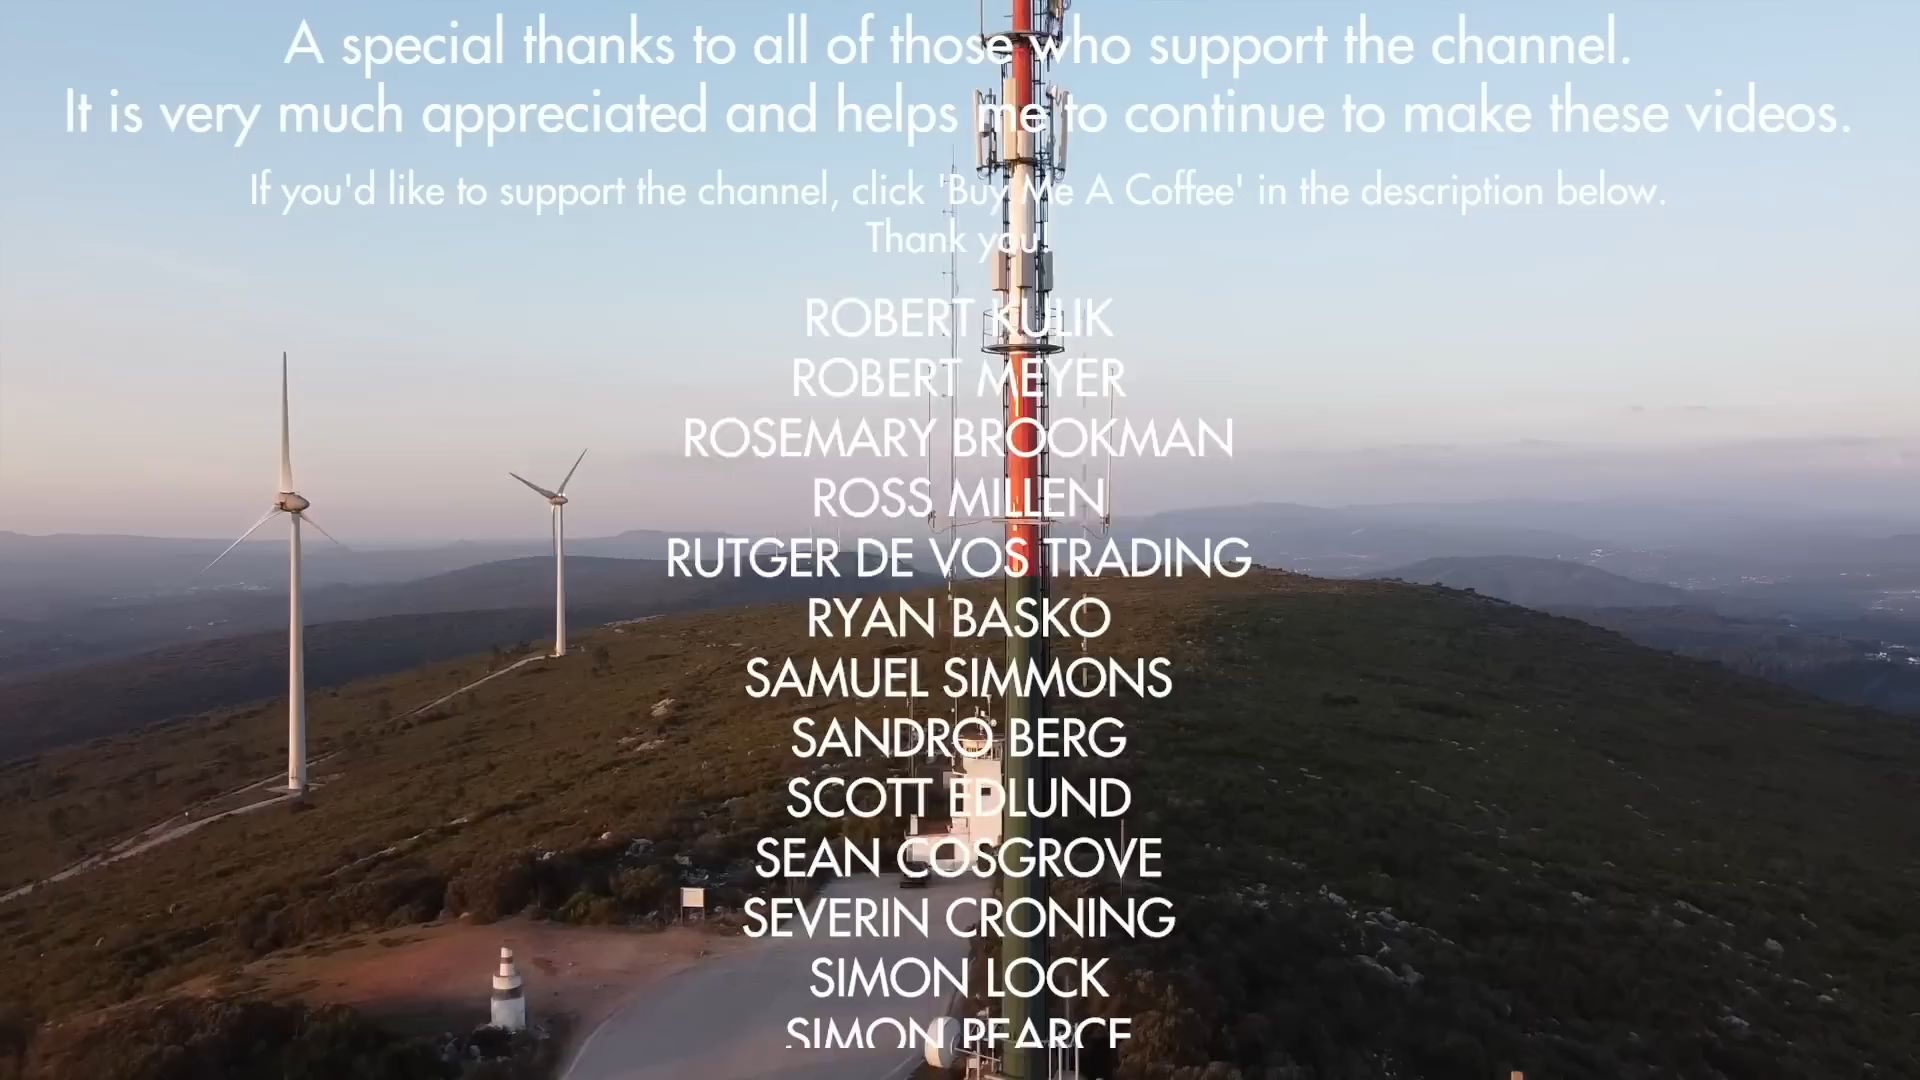 A special thanks to all of those who support the channel.
It is very much appreciated and helps me to continue to make these videos.
If you'd like to support the channel, click 'Buy Me A Coffee' in the description below.
Thank you!
ROBERT KULIK
ROBERT MEYER
ROSEMARY BROOKMAN
ROSS MILLEN
RUTGER DE VOS TRADING
RYAN BASKO
SAMUEL SIMMONS
SANDRO BERG
SCOTT EDLUND
SEAN COSGROVE
SEVERIN CRONING
SIMON LOCK
SIMON PEARCE